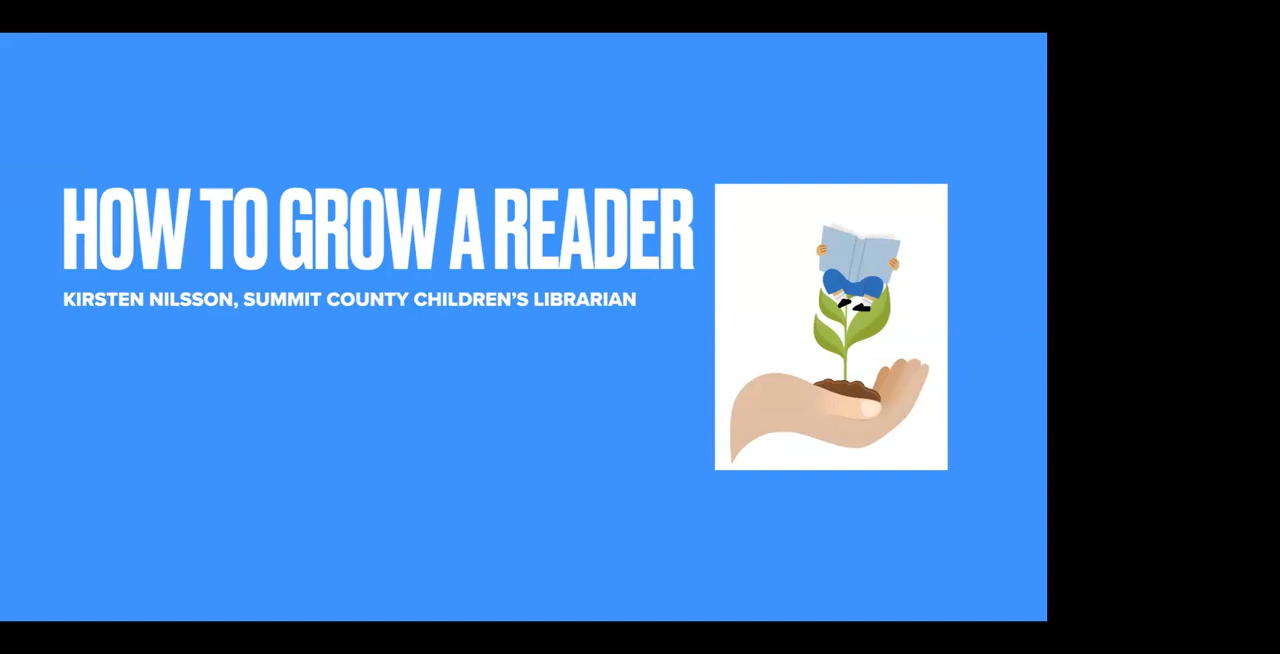 HOW TO GROW A READER
KIRSTEN NILSSON, SUMMIT COUNTY CHILDREN’S LIBRARIAN